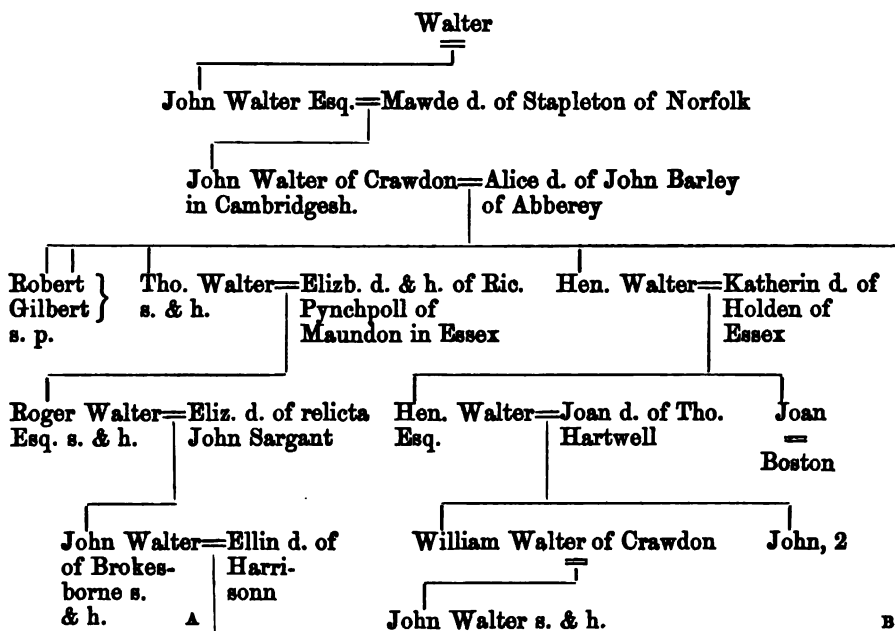 Walter
John Walter Esq.=Mawde d. of Stapleton of Norfolk
John Walter of Crawdon=Alice d. of John Barley
in Cambridgesh. of Abberey
Robert } Tho. Walter=Elizb. d. & h. of Ric. Hen. Walter=Katherin d. of
Gilbert s. & h. Pynchpoll of Holden of
s. p. Maundon in Essex Essex
Roger Walter=Eliz. d. of relicta Hen. Walter=Joan d. of Tho. Joan
Esq. s. & h. John Sargant Esq. Hartwell =
Boston
John Walter=Ellin d. of William Walter of Crawdon John, 2
of Brokes- Harri-
borne s. sonn
& h. A John Walter s. & h. B